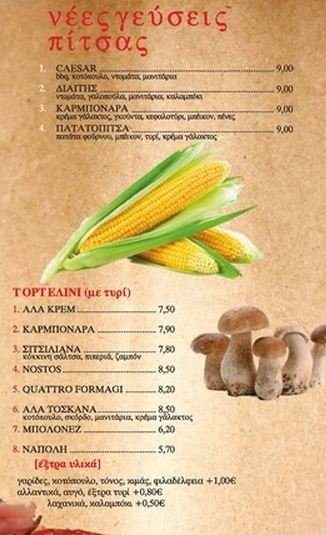 νέες γεύσεις
πίτσας
1. CAESAR 9,00
bbq, κοτόπουλο, ντομάτα, μανιτάρια
2. ΔΙΑΙΤΗΣ 9,00
ντομάτα, γαλοπούλα, μανιτάρια, καλαμπόκι
3. ΚΑΡΜΠΟΝΑΡΑ 9,00
κρέμα γάλακτος, γκούντα, κεφαλοτύρι, μπέικον, πένες
4. ΠΑΤΑΤΟΠΙΤΣΑ 9,00
πατάτα φούρνου, μπέικον, τυρί, κρέμα γάλακτος
ΤΟΡΤΕΛΙΝΙ (με τυρί)
1. ΑΛΑ ΚΡΕΜ 7,50
2. ΚΑΡΜΠΟΝΑΡΑ 7,90
3. ΣΙΤΣΙΛΙΑΝΑ 7,80
κόκκινη σάλτσα, πιπεριά, ζαμπόν
4. NOSTOS 8,50
5. QUATTRO FORMAGI 8,20
6. ΑΛΑ ΤΟΣΚΑΝΑ 8,50
κοτόπουλο, σκόρδο, μανιτάρια, κρέμα γάλακτος
7. ΜΠΟΛΟΝΕΖ 6,20
8. ΝΑΠΟΛΗ 5,70
[έξτρα υλικά]
γαρίδες, κοτόπουλο, τόνος, κιμάς, φιλαδέλφεια +1,00€
αλλαντικά, αυγό, έξτρα τυρί +0,80€
λαχανικά, καλαμπόκι +0,50€